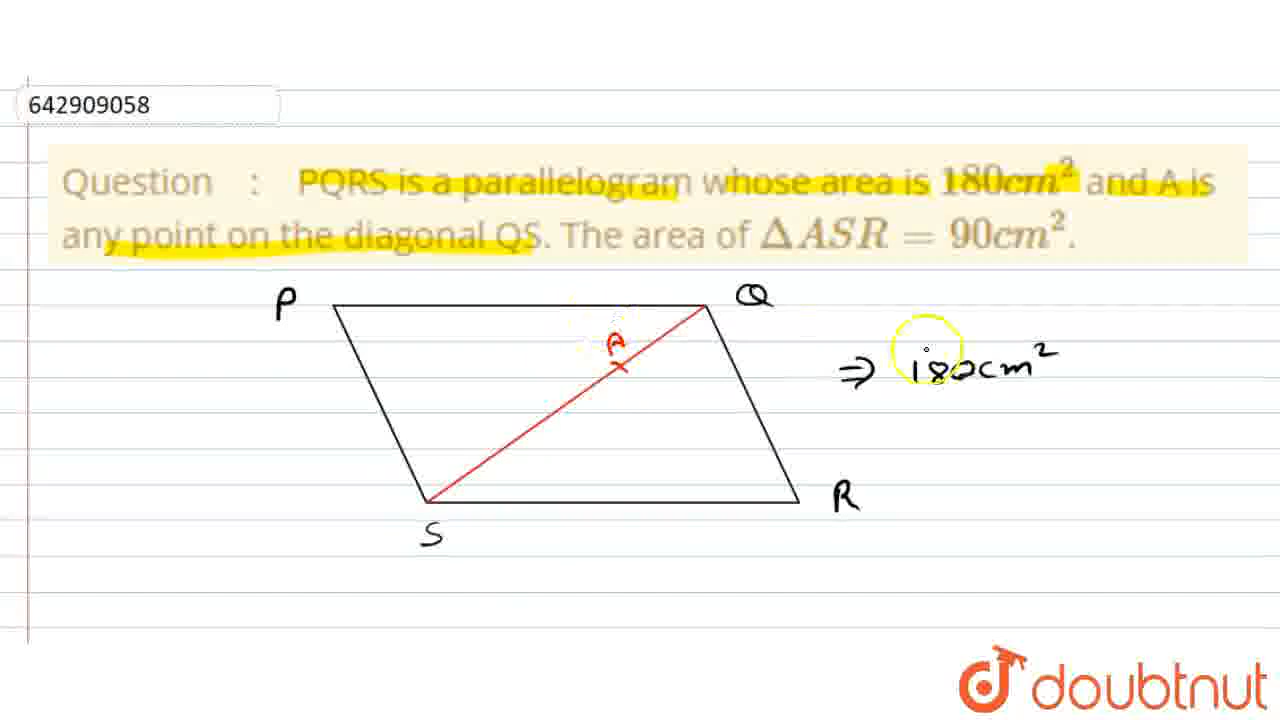 642909058
Question : PQRS is a parallelogram whose area is 180cm² and A is
any point on the diagonal QS. The area of ΔASR = 90cm².
P
Q
A
⇒ 180cm²
R
S
doubtnut